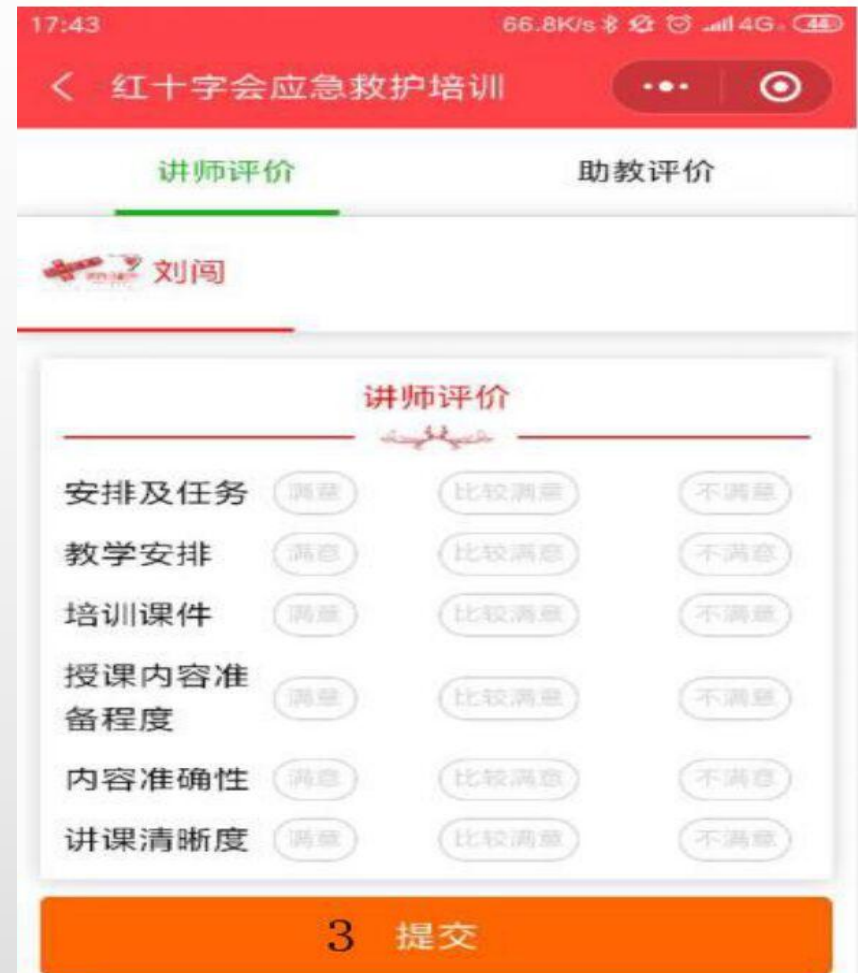 17:43 66.8K/s 4G 44
红十字会应急救护培训
讲师评价 助教评价
刘闯
讲师评价
安排及任务 满意 比较满意 不满意
教学安排 满意 比较满意 不满意
培训课件 满意 比较满意 不满意
授课内容准
备程度 满意 比较满意 不满意
内容准确性 满意 比较满意 不满意
讲课清晰度 满意 比较满意 不满意
3 提交